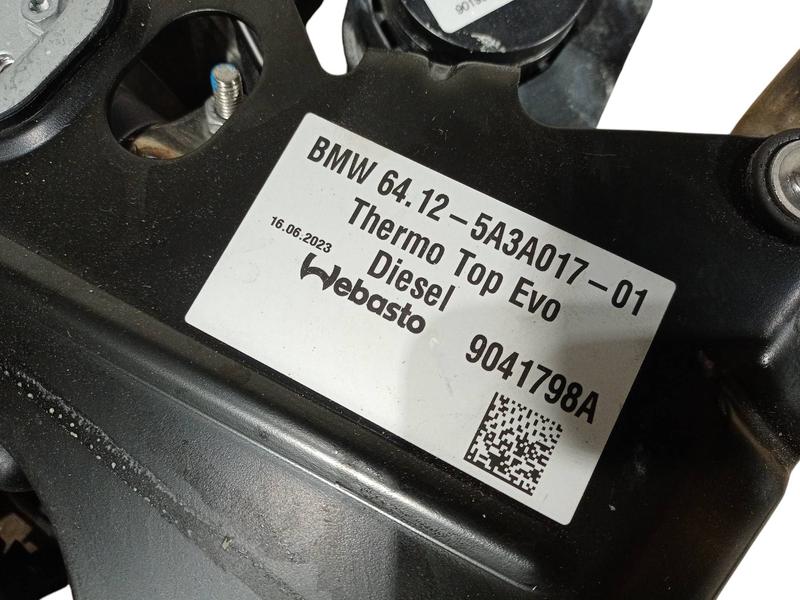 BMW 64.12-5A3A017-01
Thermo Top Evo
Diesel
16.06.2023
Webasto
9041798A